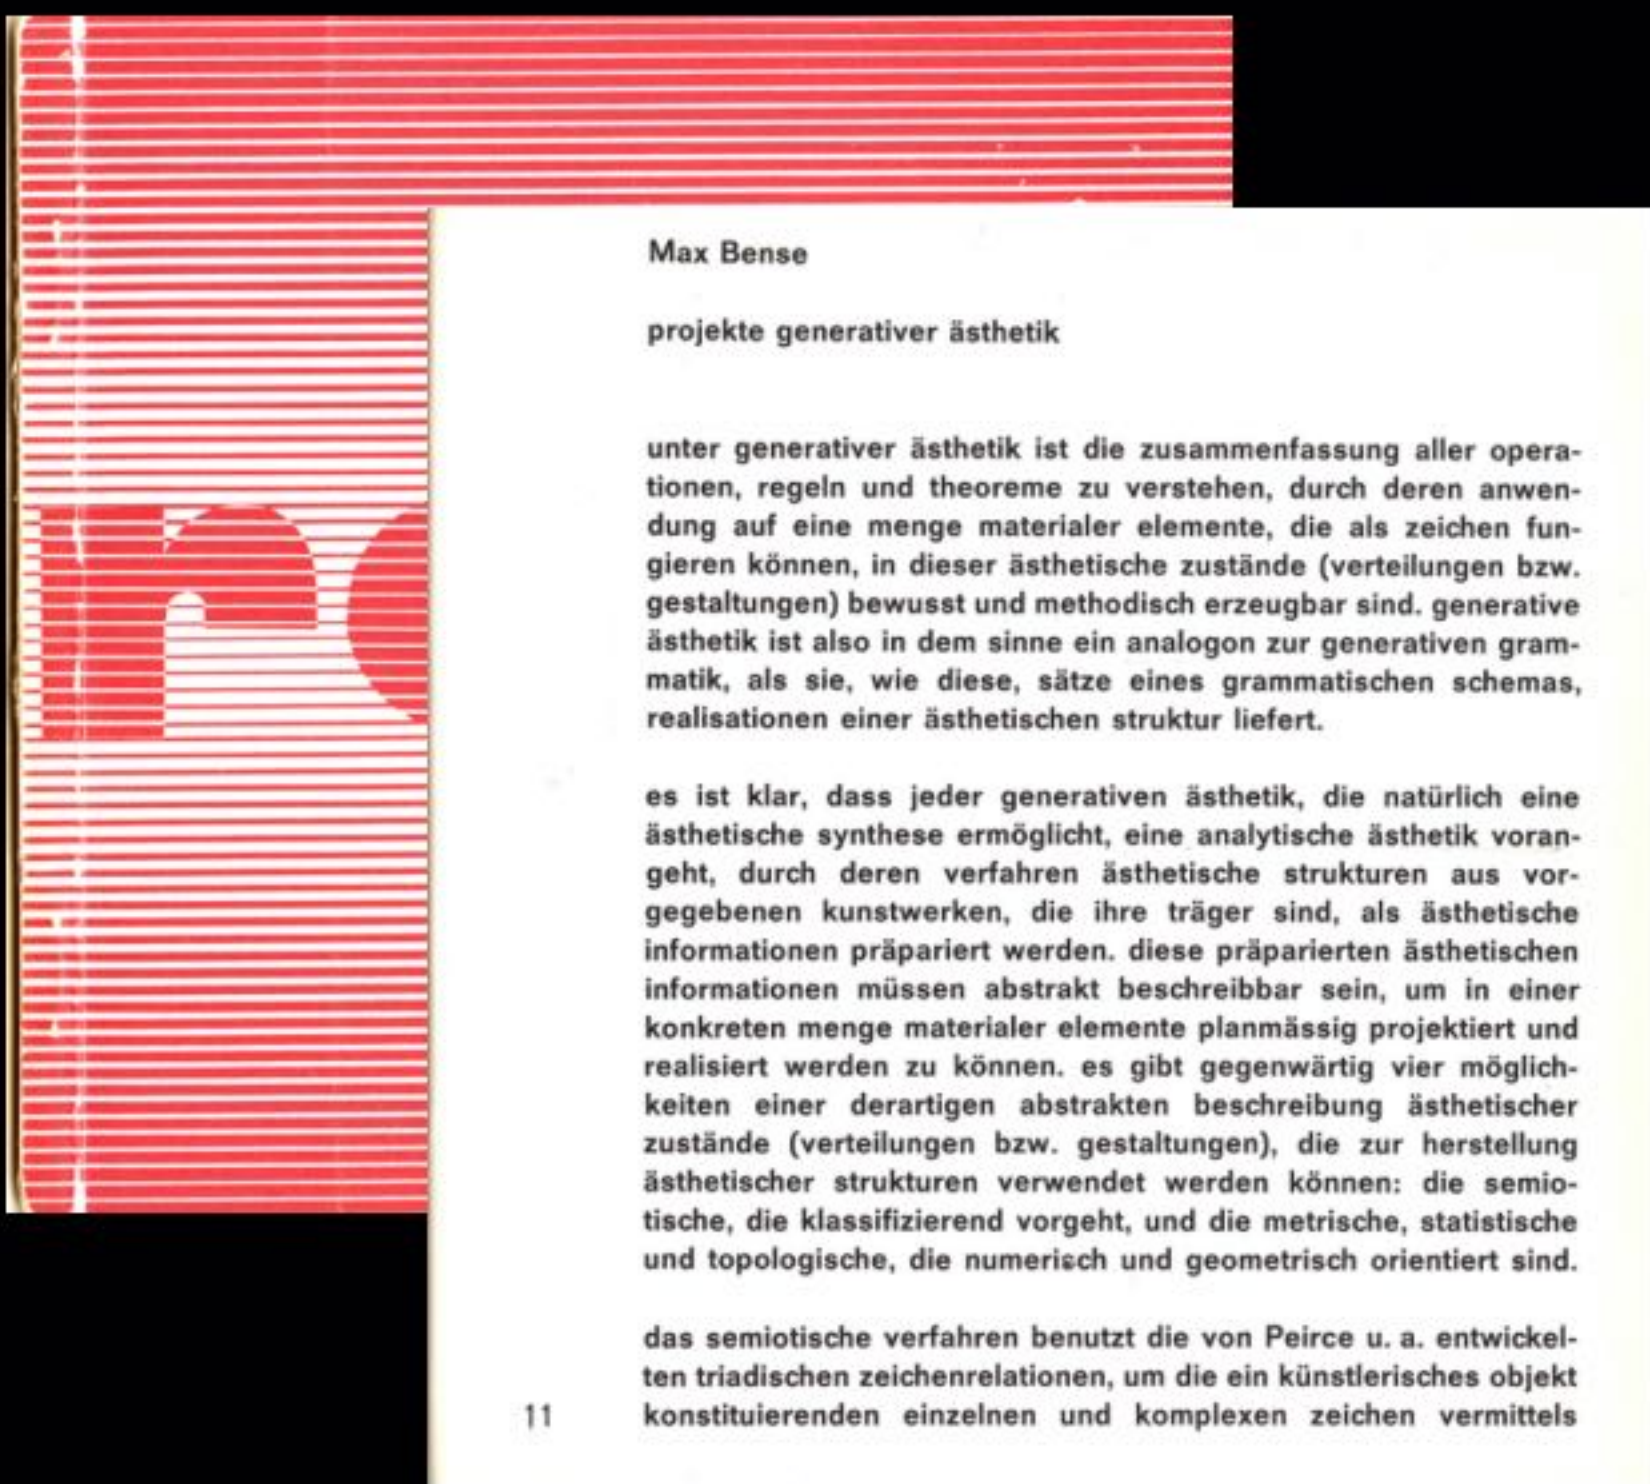 Max Bense
projekte generativer ästhetik
unter generativer ästhetik ist die zusammenfassung aller opera-
tionen, regeln und theoreme zu verstehen, durch deren anwen-
dung auf eine menge materialer elemente, die als zeichen fun-
gieren können, in dieser ästhetische zustände (verteilungen bzw.
gestaltungen) bewusst und methodisch erzeugbar sind. generative
ästhetik ist also in dem sinne ein analogon zur generativen gram-
matik, als sie, wie diese, sätze eines grammatischen schemas,
realisationen einer ästhetischen struktur liefert.
es ist klar, dass jeder generativen ästhetik, die natürlich eine
ästhetische synthese ermöglicht, eine analytische ästhetik voran-
geht, durch deren verfahren ästhetische strukturen aus vor-
gegebenen kunstwerken, die ihre träger sind, als ästhetische
informationen präpariert werden. diese präparierten ästhetischen
informationen müssen abstrakt beschreibbar sein, um in einer
konkreten menge materialer elemente planmässig projektiert und
realisiert werden zu können. es gibt gegenwärtig vier möglich-
keiten einer derartigen abstrakten beschreibung ästhetischer
zustände (verteilungen bzw. gestaltungen), die zur herstellung
ästhetischer strukturen verwendet werden können: die semio-
tische, die klassifizierend vorgeht, und die metrische, statistische
und topologische, die numerisch und geometrisch orientiert sind.
das semiotische verfahren benutzt die von Peirce u. a. entwickel-
ten triadischen zeichenrelationen, um die ein künstlerisches objekt
konstituierenden einzelnen und komplexen zeichen vermittels
11